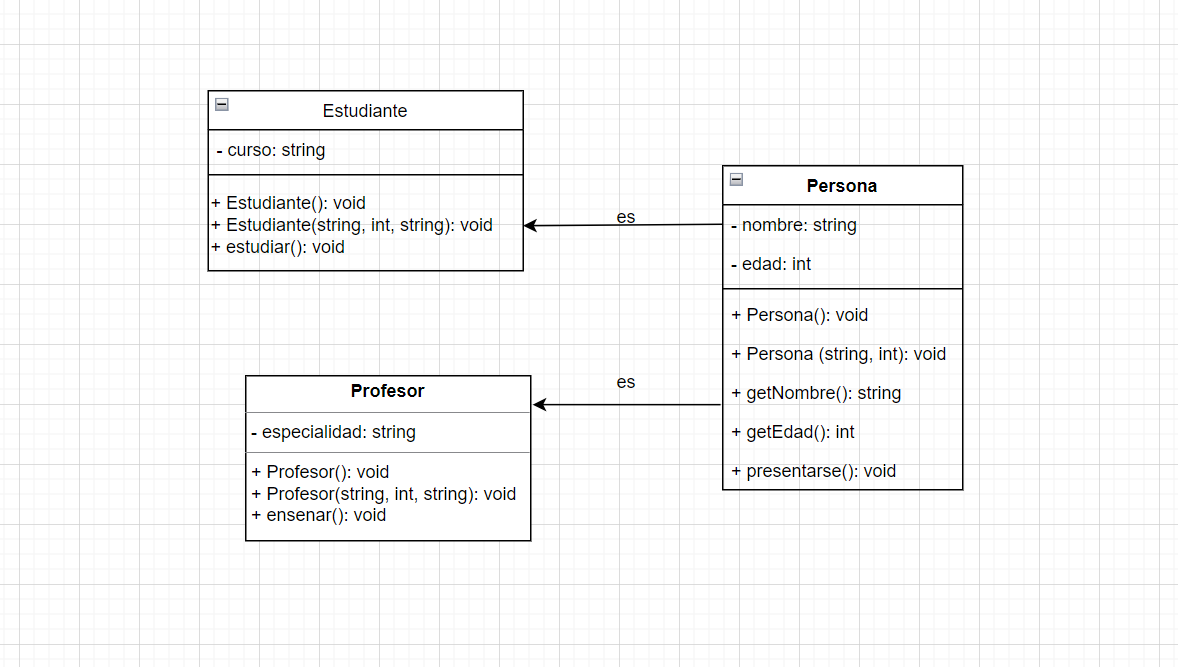 Estudiante
- curso: string
+ Estudiante(): void
+ Estudiante(string, int, string): void
+ estudiar(): void
es
Persona
- nombre: string
- edad: int
+ Persona(): void
+ Persona (string, int): void
+ getNombre(): string
+ getEdad(): int
+ presentarse(): void
es
Profesor
- especialidad: string
+ Profesor(): void
+ Profesor(string, int, string): void
+ ensenar(): void